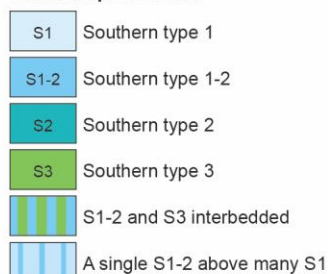 S1 Southern type 1
S1-2 Southern type 1-2
S2 Southern type 2
S3 Southern type 3
S1-2 and S3 interbedded
A single S1-2 above many S1